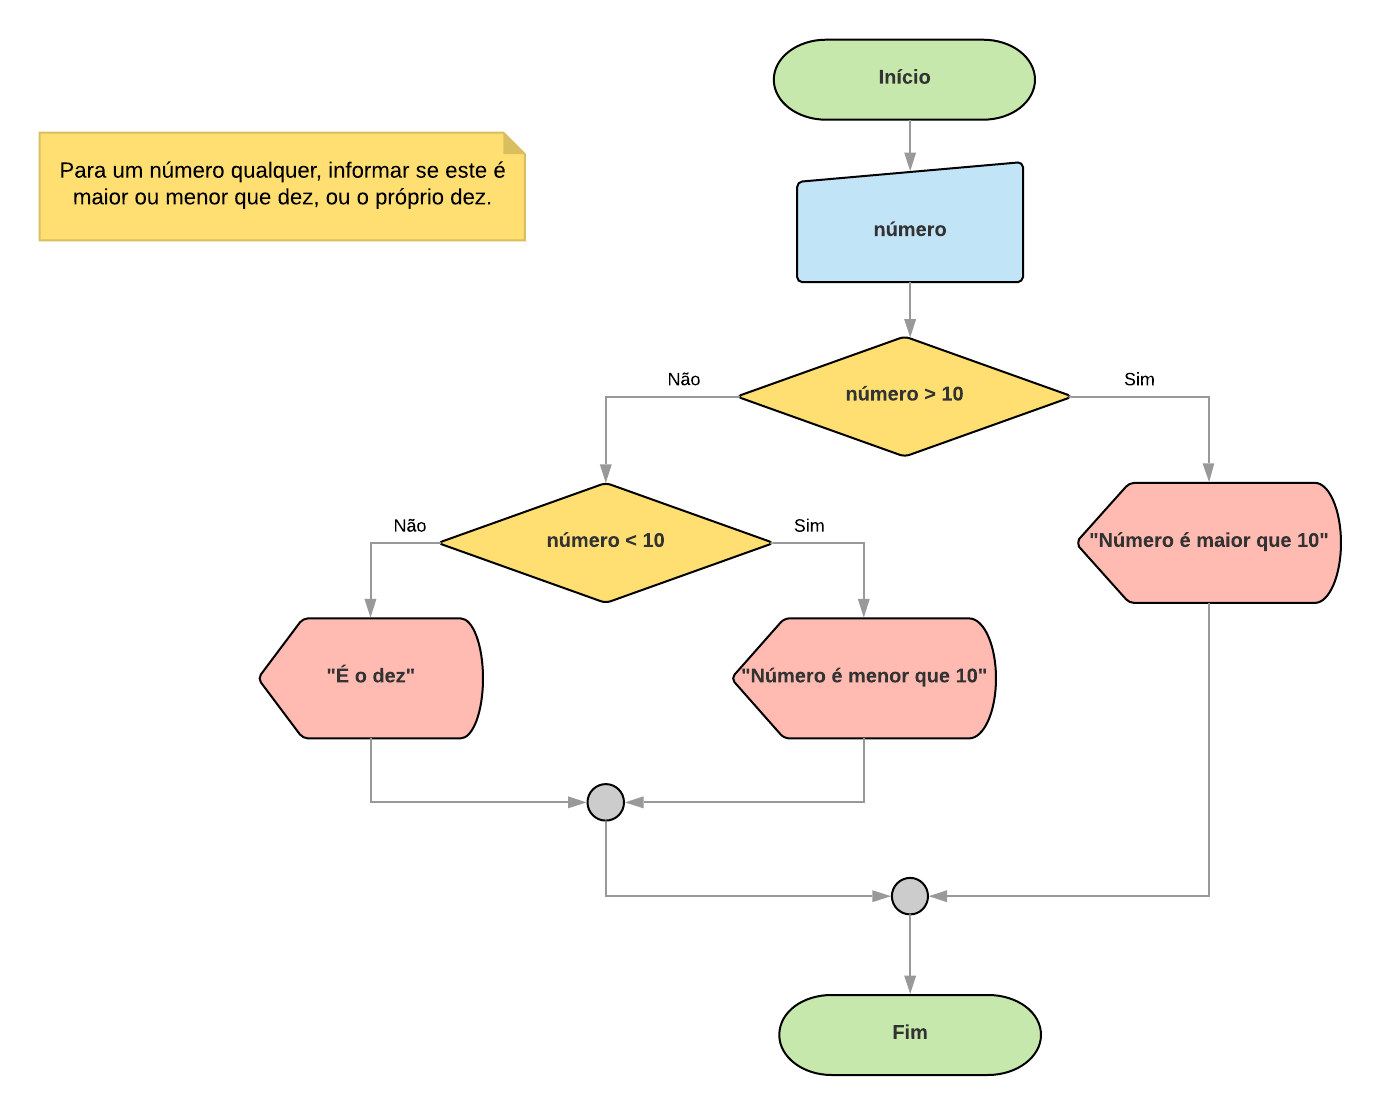 Início
Para um número qualquer, informar se este é
maior ou menor que dez, ou o próprio dez.
número
número > 10
Não
Sim
número < 10
Não
Sim
"Número é maior que 10"
"É o dez"
"Número é menor que 10"
Fim